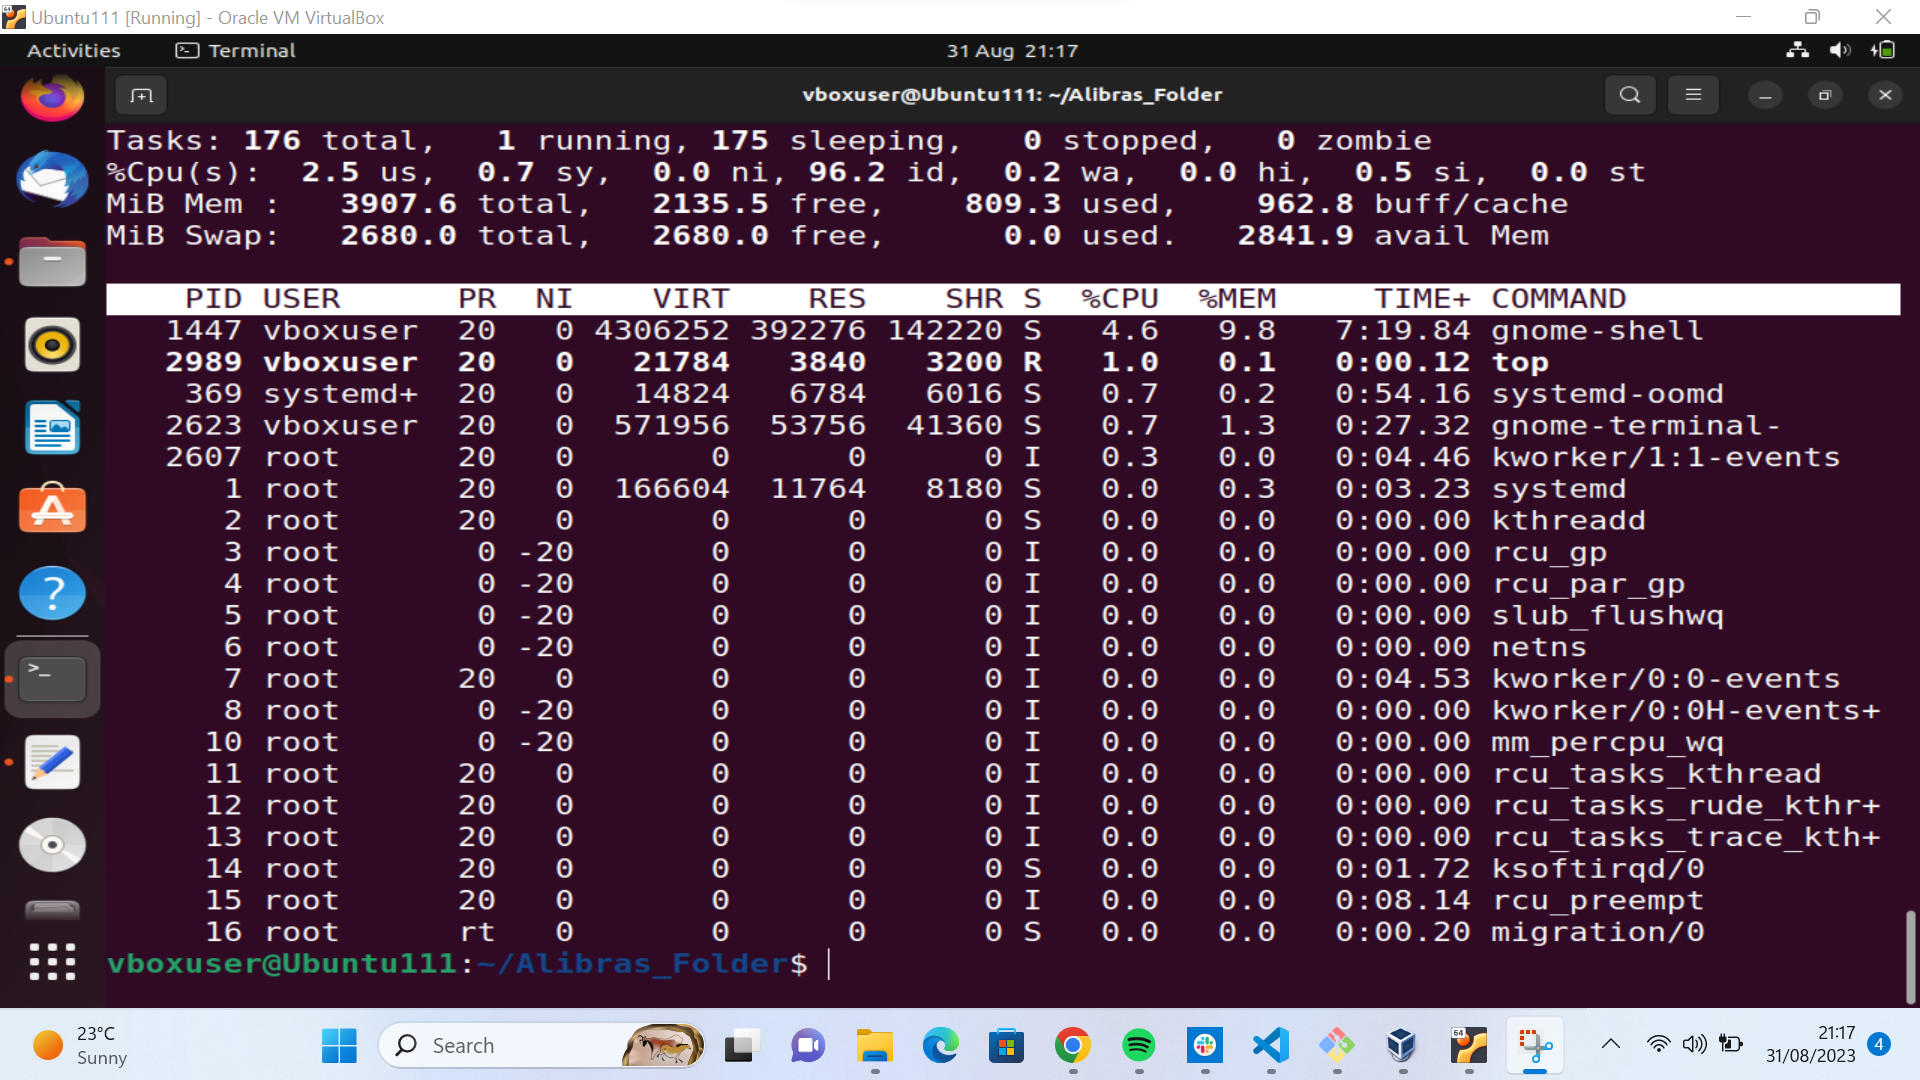 Ubuntu111 [Running] - Oracle VM VirtualBox
Activities Terminal 31 Aug 21:17
vboxuser@Ubuntu111: ~/Alibras_Folder
Tasks: 176 total, 1 running, 175 sleeping, 0 stopped, 0 zombie
%Cpu(s): 2.5 us, 0.7 sy, 0.0 ni, 96.2 id, 0.2 wa, 0.0 hi, 0.5 si, 0.0 st
MiB Mem : 3907.6 total, 2135.5 free, 809.3 used, 962.8 buff/cache
MiB Swap: 2680.0 total, 2680.0 free, 0.0 used. 2841.9 avail Mem
PID USER PR NI VIRT RES SHR S %CPU %MEM TIME+ COMMAND
1447 vboxuser 20 0 4306252 392276 142220 S 4.6 9.8 7:19.84 gnome-shell
2989 vboxuser 20 0 21784 3840 3200 R 1.0 0.1 0:00.12 top
369 systemd+ 20 0 14824 6784 6016 S 0.7 0.2 0:54.16 systemd-oomd
2623 vboxuser 20 0 571956 53756 41360 S 0.7 1.3 0:27.32 gnome-terminal-
2607 root 20 0 0 0 0 I 0.3 0.0 0:04.46 kworker/1:1-events
1 root 20 0 166604 11764 8180 S 0.0 0.3 0:03.23 systemd
2 root 20 0 0 0 0 S 0.0 0.0 0:00.00 kthreadd
3 root 0 -20 0 0 0 I 0.0 0.0 0:00.00 rcu_gp
4 root 0 -20 0 0 0 I 0.0 0.0 0:00.00 rcu_par_gp
5 root 0 -20 0 0 0 I 0.0 0.0 0:00.00 slub_flushwq
6 root 0 -20 0 0 0 I 0.0 0.0 0:00.00 netns
7 root 20 0 0 0 0 I 0.0 0.0 0:04.53 kworker/0:0-events
8 root 0 -20 0 0 0 I 0.0 0.0 0:00.00 kworker/0:0H-events+
10 root 0 -20 0 0 0 I 0.0 0.0 0:00.00 mm_percpu_wq
11 root 20 0 0 0 0 I 0.0 0.0 0:00.00 rcu_tasks_kthread
12 root 20 0 0 0 0 I 0.0 0.0 0:00.00 rcu_tasks_rude_kthr+
13 root 20 0 0 0 0 I 0.0 0.0 0:00.00 rcu_tasks_trace_kth+
14 root 20 0 0 0 0 S 0.0 0.0 0:01.72 ksoftirqd/0
15 root 20 0 0 0 0 I 0.0 0.0 0:08.14 rcu_preempt
16 root rt 0 0 0 0 S 0.0 0.0 0:00.20 migration/0
vboxuser@Ubuntu111:~/Alibras_Folder$
23°C
Sunny
Search
64
21:17
31/08/2023
4